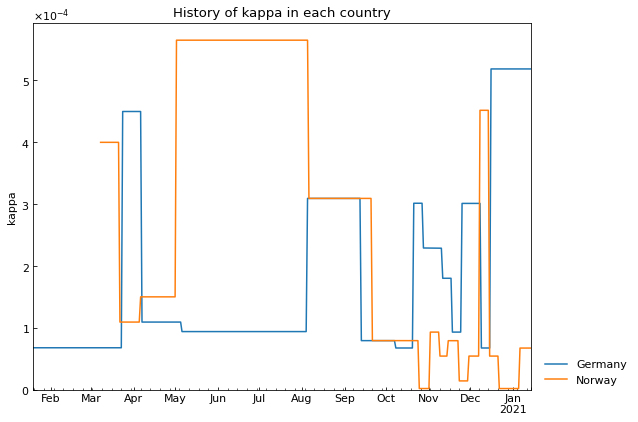 History of kappa in each country
×10⁻⁴
kappa
5
4
3
2
1
0
Feb Mar Apr May Jun Jul Aug Sep Oct Nov Dec Jan
2021
Germany
Norway